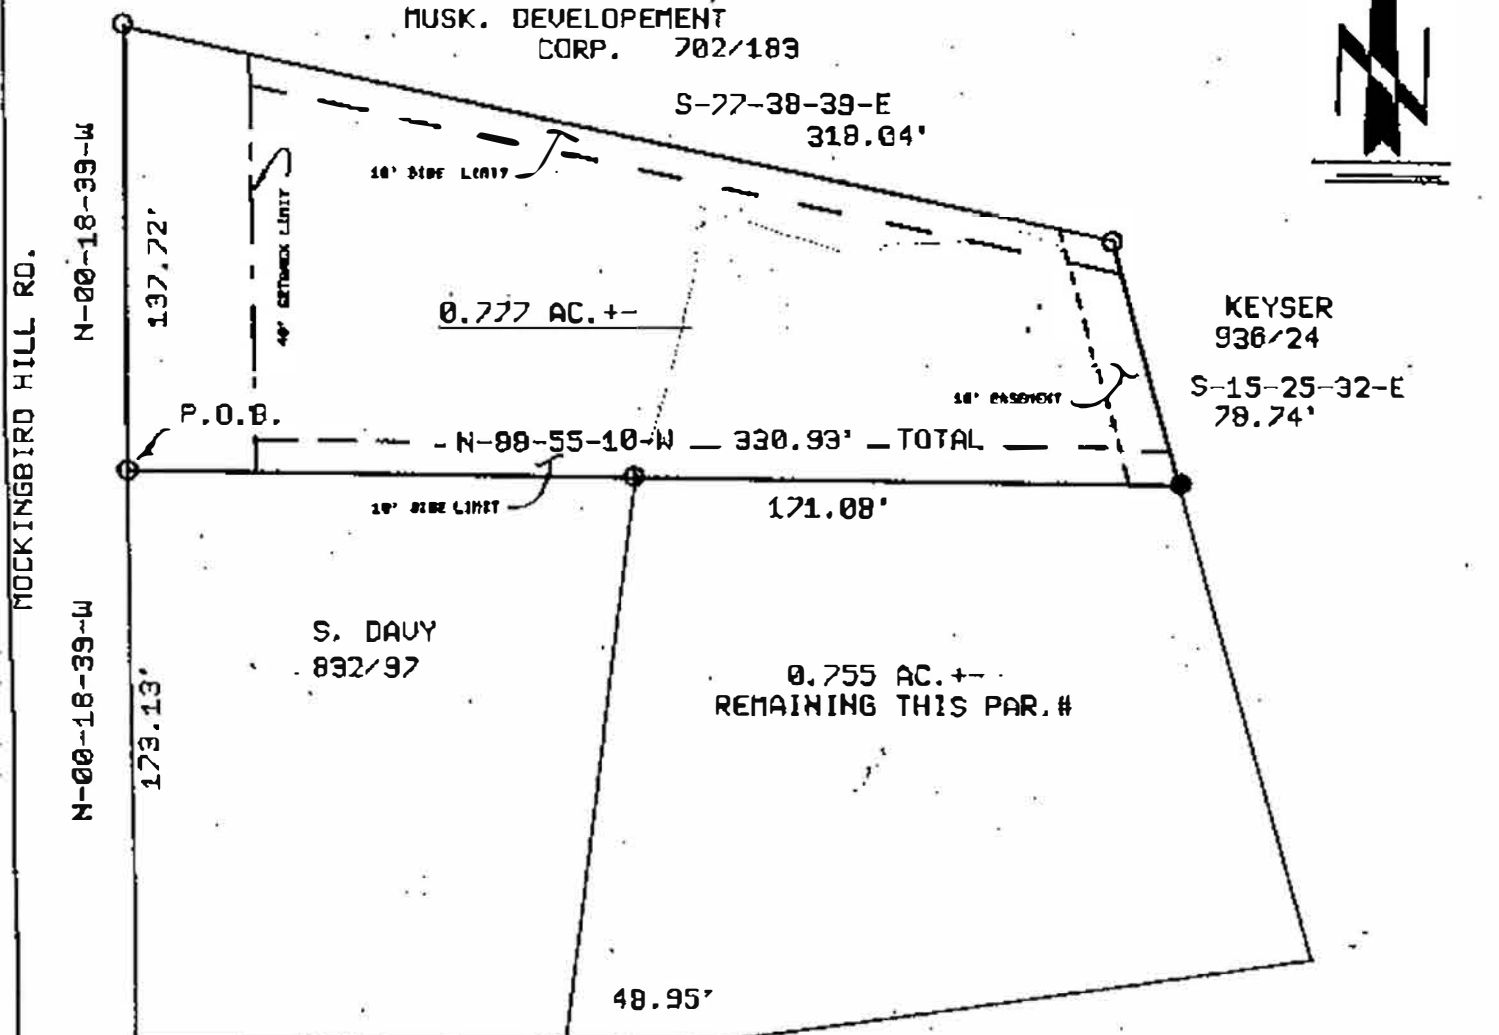 MUSK. DEVELOPEMENT
CORP. 702/183
S-77-38-39-E
318.04'
N-00-18-39-W
137.72'
10' SIDE LIMIT
40' SETBACK LIMIT
MOCKINGBIRD HILL RD.
0.777 AC.+-
KEYSER
936/24
S-15-25-32-E
78.74'
10' EASEMENT
P.O.B.
N-88-55-10-W 330.93' TOTAL
10' SIDE LIMIT
171.08'
S. DAVY
832/97
N-00-18-39-W
173.13'
0.755 AC.+-
REMAINING THIS PAR.#
48.95'